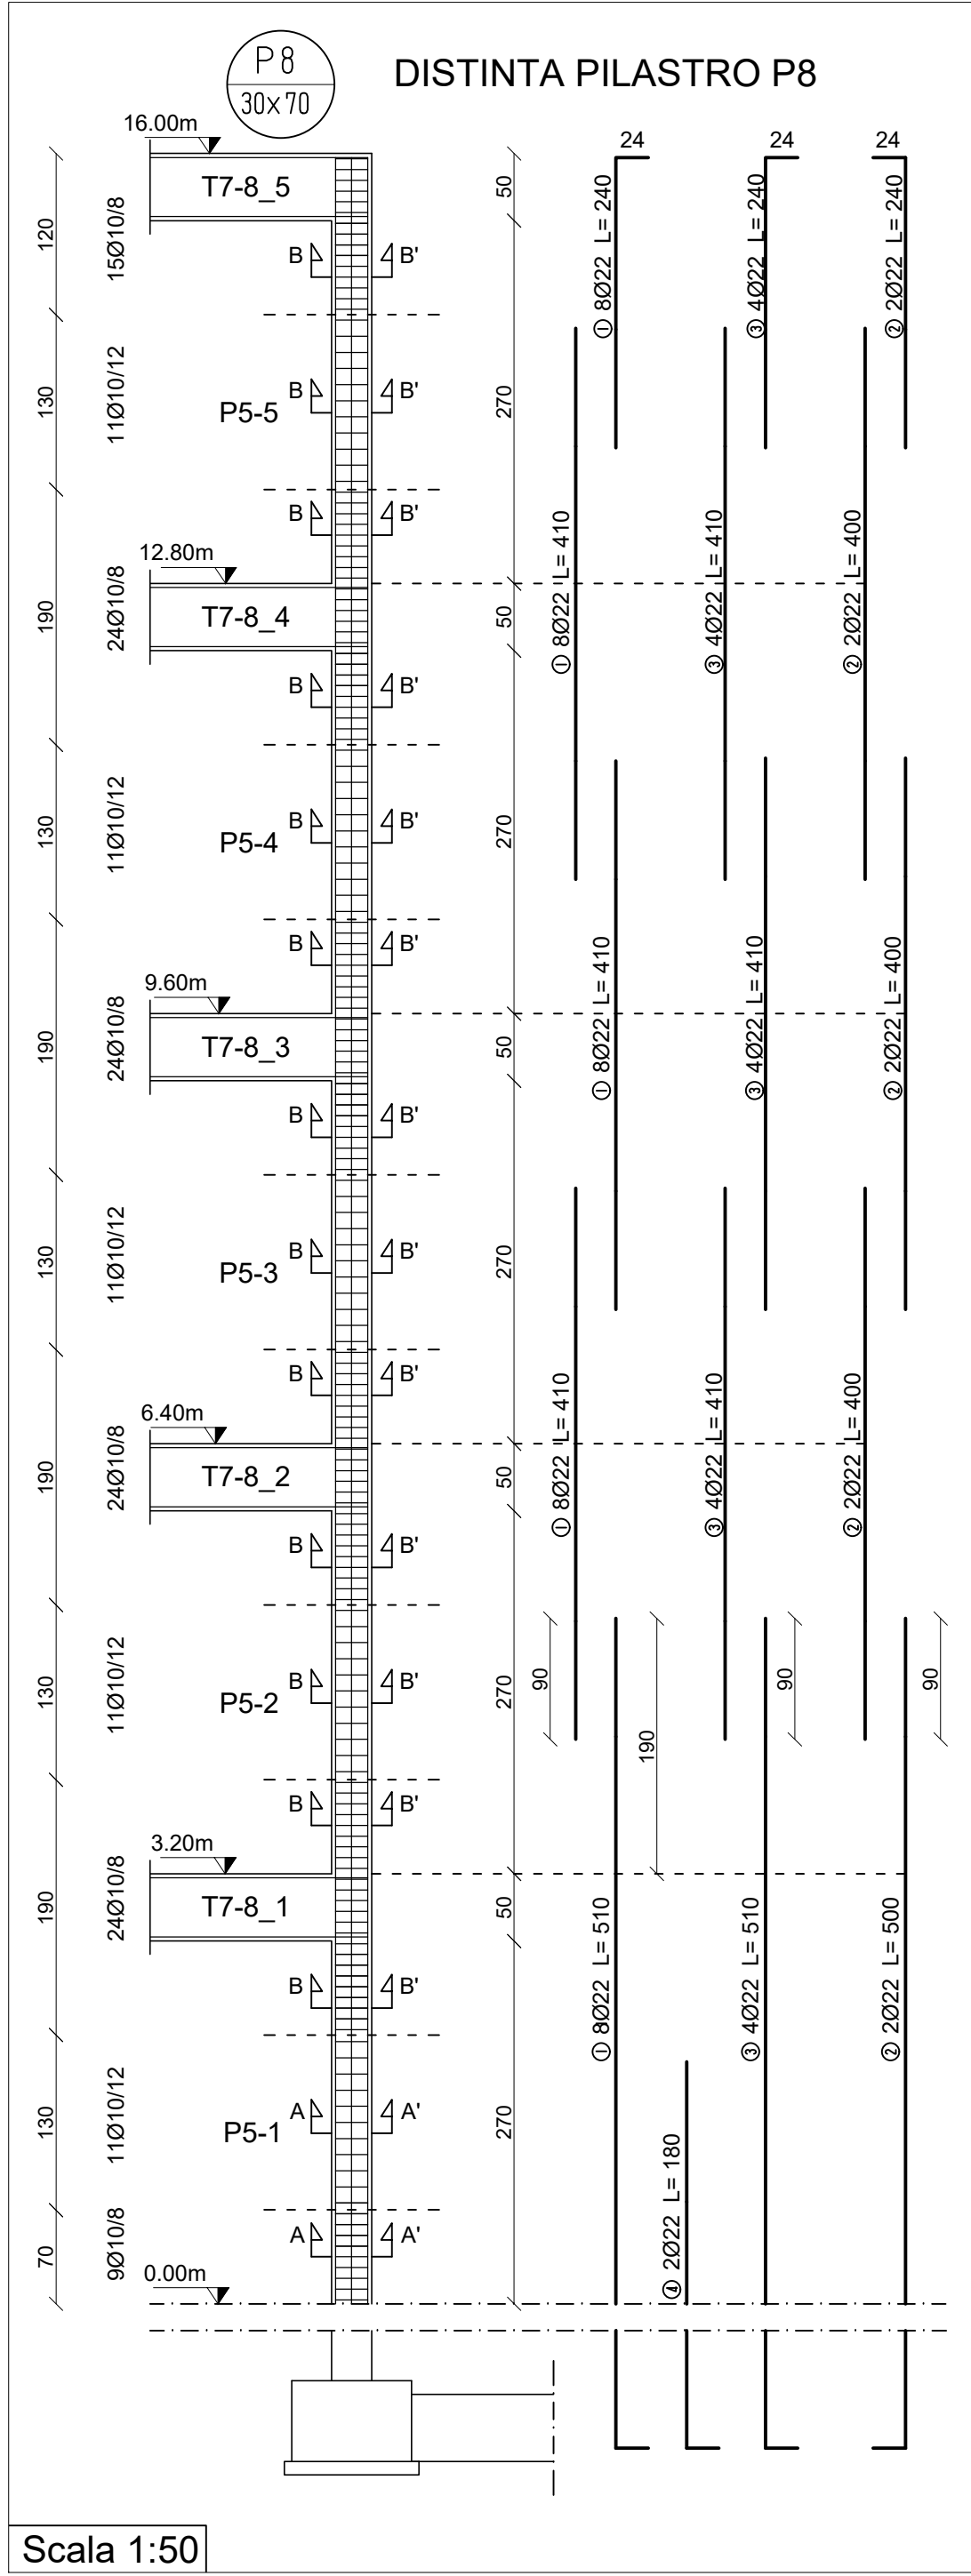 P8
30x70
DISTINTA PILASTRO P8
16.00m
24
24
24
T7-8_5
50
120
15Ø10/8
B B'
① 8Ø22 L= 240
③ 4Ø22 L= 240
② 2Ø22 L= 240
130
11Ø10/12
P5-5
B B'
270
B B'
12.80m
190
24Ø10/8
T7-8_4
50
① 8Ø22 L= 410
③ 4Ø22 L= 410
② 2Ø22 L= 400
B B'
130
11Ø10/12
P5-4
B B'
270
B B'
9.60m
190
24Ø10/8
T7-8_3
50
① 8Ø22 L= 410
③ 4Ø22 L= 410
② 2Ø22 L= 400
B B'
130
11Ø10/12
P5-3
B B'
270
B B'
6.40m
190
24Ø10/8
T7-8_2
50
① 8Ø22 L= 410
③ 4Ø22 L= 410
② 2Ø22 L= 400
B B'
130
11Ø10/12
P5-2
B B'
270
90
190
90
90
B B'
3.20m
190
24Ø10/8
T7-8_1
50
① 8Ø22 L= 510
③ 4Ø22 L= 510
② 2Ø22 L= 500
B B'
130
11Ø10/12
P5-1
A A'
270
④ 2Ø22 L= 180
70
9Ø10/8
A A'
0.00m
Scala 1:50